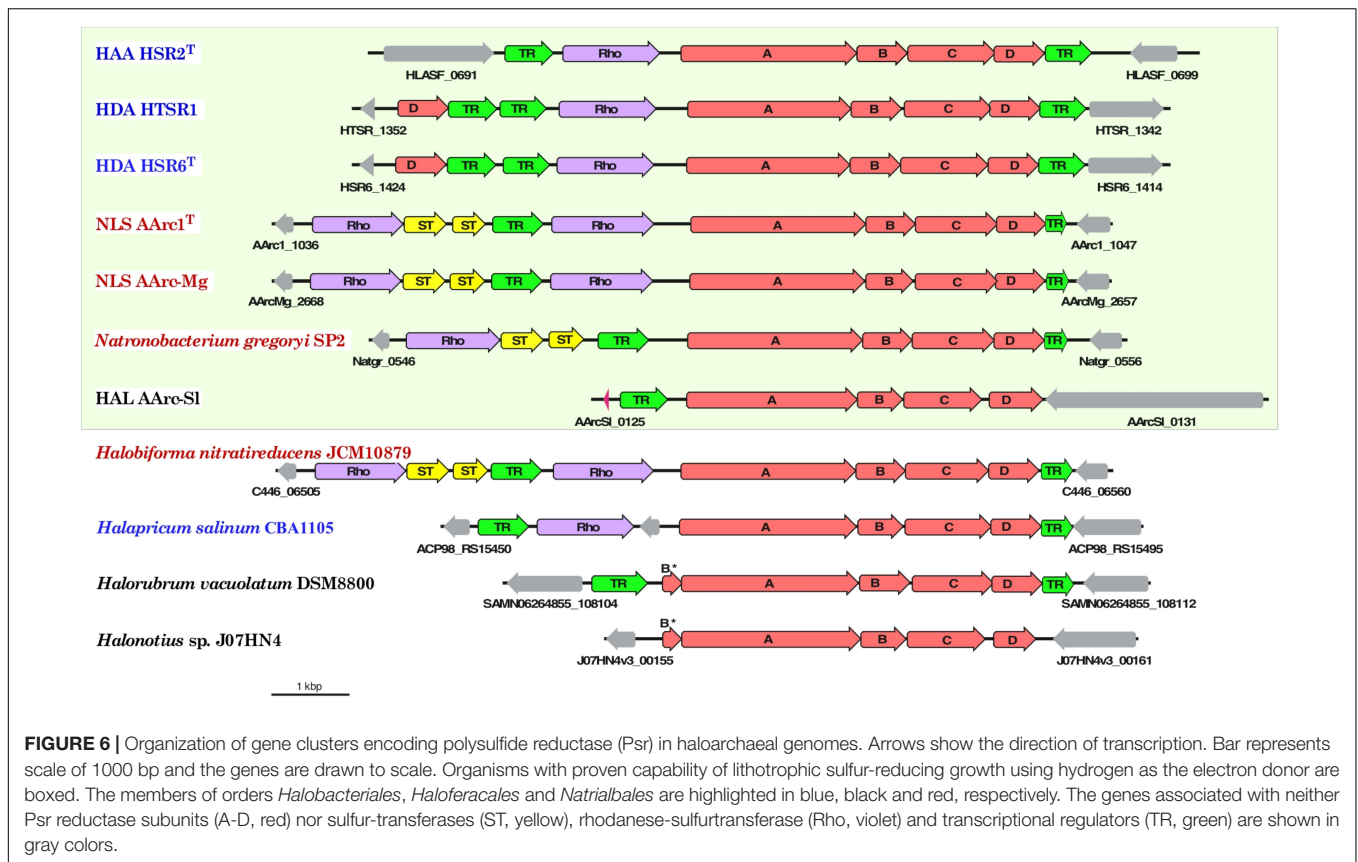 HAA HSR2T
TR Rho A B C D TR
HLASF_0691 HLASF_0699
HDA HTSR1
D TR TR Rho A B C D TR
HTSR_1352 HTSR_1342
HDA HSR6T
D TR TR Rho A B C D TR
HSR6_1424 HSR6_1414
NLS AArc1T
Rho ST ST TR Rho A B C D TR
AArc1_1036 AArc1_1047
NLS AArc-Mg
Rho ST ST TR Rho A B C D TR
AArcMg_2668 AArcMg_2657
Natronobacterium gregoryi SP2
Rho ST ST TR A B C D TR
Natgr_0546 Natgr_0556
HAL AArc-Sl
TR A B C D
AArcSl_0125 AArcSl_0131
Halobiforma nitratireducens JCM10879
Rho ST ST TR Rho A B C D TR
C446_06505 C446_06560
Halapricum salinum CBA1105
TR Rho A B C D TR
ACP98_RS15450 ACP98_RS15495
Halorubrum vacuolatum DSM8800
TR B* A B C D TR
SAMN06264855_108104 SAMN06264855_108112
Halonotius sp. J07HN4
B* A B C D
J07HN4v3_00155 J07HN4v3_00161
1 kbp
FIGURE 6 | Organization of gene clusters encoding polysulfide reductase (Psr) in haloarchaeal genomes. Arrows show the direction of transcription. Bar represents
scale of 1000 bp and the genes are drawn to scale. Organisms with proven capability of lithotrophic sulfur-reducing growth using hydrogen as the electron donor are
boxed. The members of orders Halobacteriales, Haloferacales and Natrialbales are highlighted in blue, black and red, respectively. The genes associated with neither
Psr reductase subunits (A-D, red) nor sulfur-transferases (ST, yellow), rhodanese-sulfurtransferase (Rho, violet) and transcriptional regulators (TR, green) are shown in
gray colors.